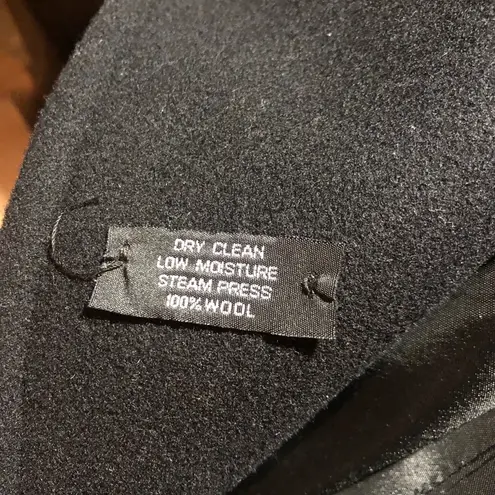 DRY CLEAN
LOW MOISTURE
STEAM PRESS
100% WOOL